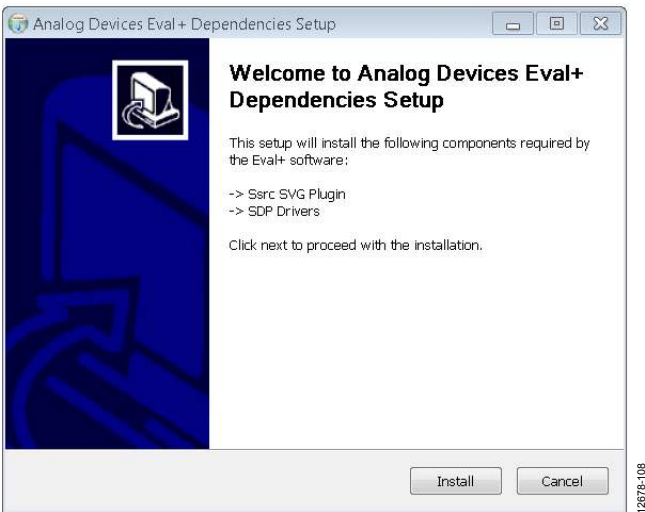 Analog Devices Eval+ Dependencies Setup
Welcome to Analog Devices Eval+
Dependencies Setup
This setup will install the following components required by
the Eval+ software:
-> Ssrc SVG Plugin
-> SDP Drivers
Click next to proceed with the installation.
Install
Cancel
12678-108